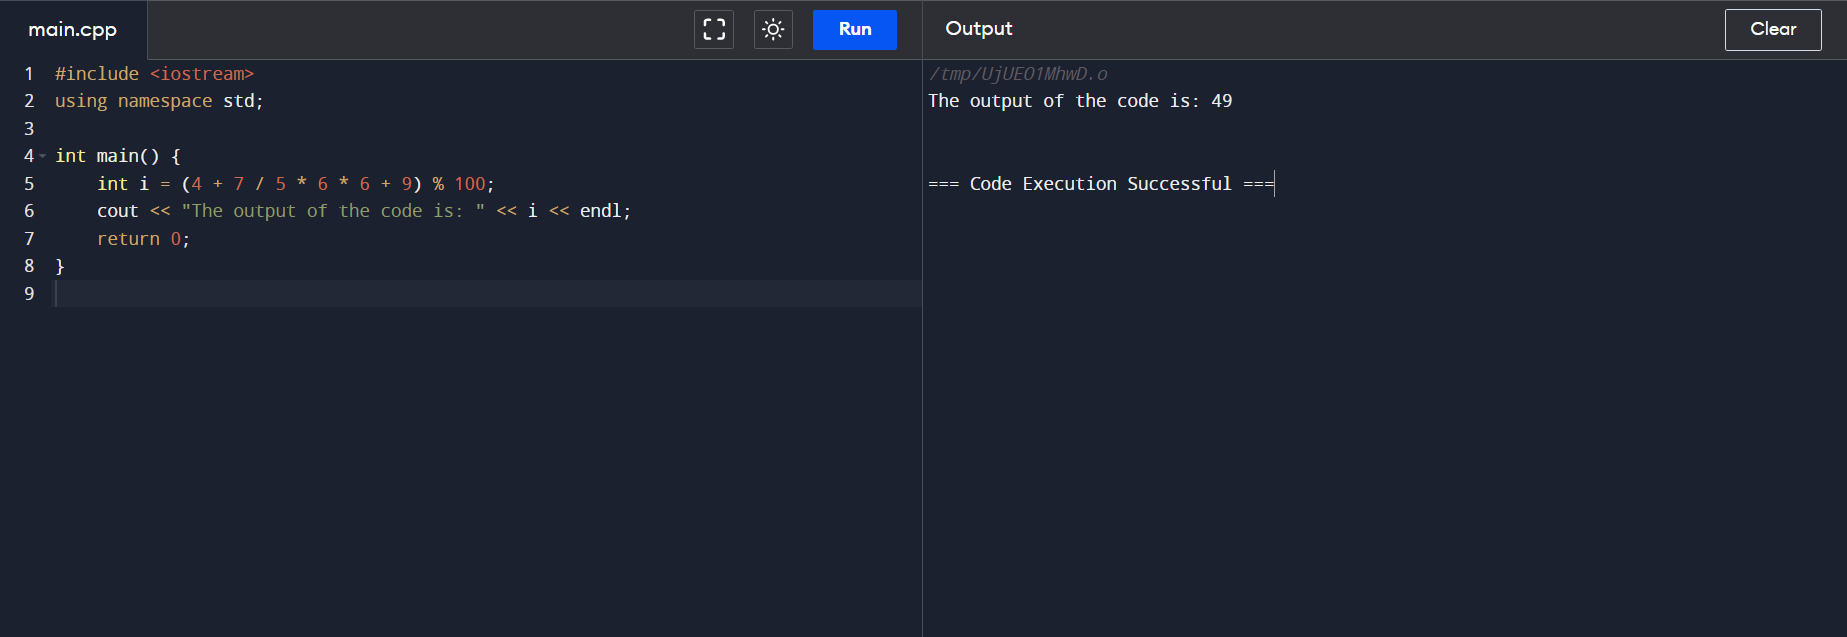 main.cpp
Run
Output
Clear
1 #include <iostream>
2 using namespace std;
3
4 int main() {
5     int i = (4 + 7 / 5 * 6 * 6 + 9) % 100;
6     cout << "The output of the code is: " << i << endl;
7     return 0;
8 }
9
/tmp/UjUEO1MhwD.o
The output of the code is: 49
=== Code Execution Successful ===